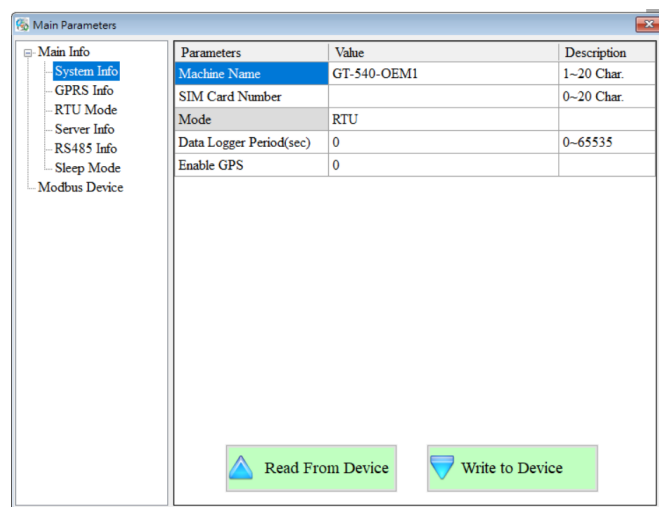 Main Parameters
Main Info
System Info
GPRS Info
RTU Mode
Server Info
RS485 Info
Sleep Mode
Modbus Device
Parameters Value Description
Machine Name GT-540-OEM1 1~20 Char.
SIM Card Number 0~20 Char.
Mode RTU
Data Logger Period(sec) 0 0~65535
Enable GPS 0
Read From Device Write to Device